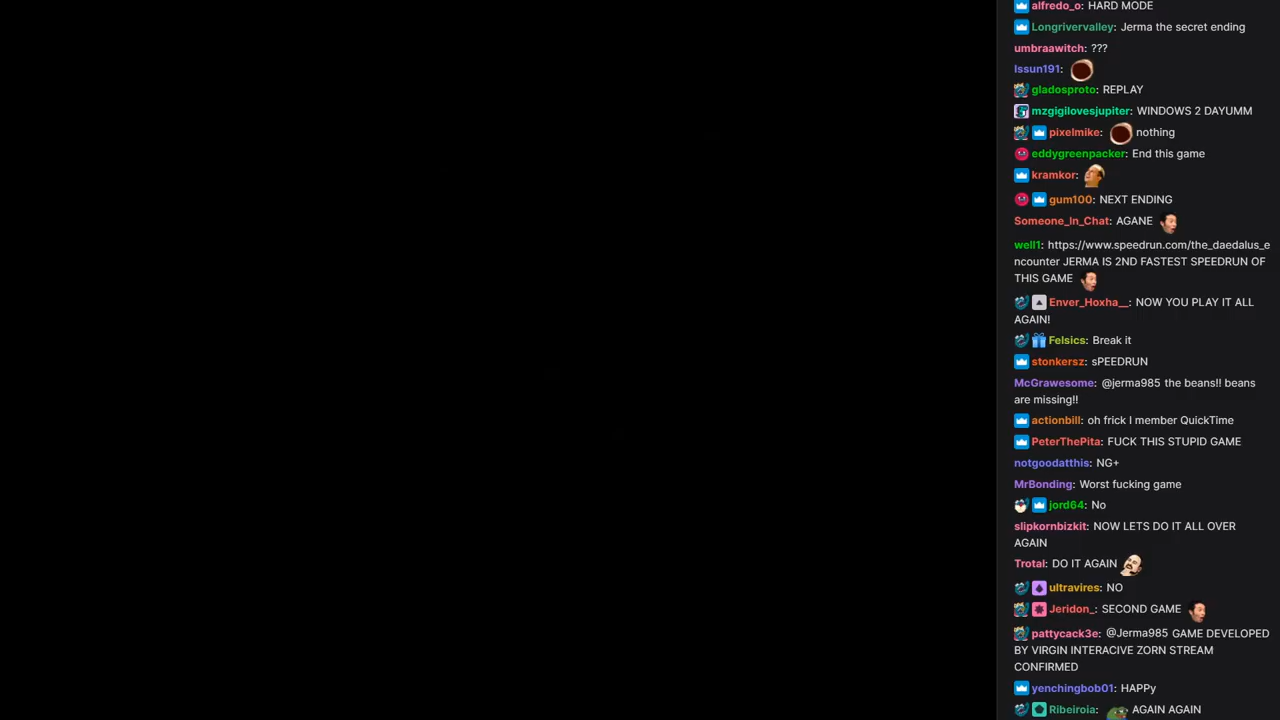 alfredo_o: HARD MODE
Longrivervalley: Jerma the secret ending
umbraawitch: ???
Issun191:
gladosproto: REPLAY
mzgigilovesjupiter: WINDOWS 2 DAYUMM
pixelmike: nothing
eddygreenpacker: End this game
kramkor:
gum100: NEXT ENDING
Someone_In_Chat: AGANE
well1: https://www.speedrun.com/the_daedalus_e
ncounter JERMA IS 2ND FASTEST SPEEDRUN OF
THIS GAME
Enver_Hoxha__: NOW YOU PLAY IT ALL
AGAIN!
Felsics: Break it
stonkersz: sPEEDRUN
McGrawesome: @jerma985 the beans!! beans
are missing!!
actionbill: oh frick I member QuickTime
PeterThePita: FUCK THIS STUPID GAME
notgoodatthis: NG+
MrBonding: Worst fucking game
jord64: No
slipkornbizkit: NOW LETS DO IT ALL OVER
AGAIN
Trotal: DO IT AGAIN
ultravires: NO
Jeridon_: SECOND GAME
pattycack3e: @Jerma985 GAME DEVELOPED
BY VIRGIN INTERACIVE ZORN STREAM
CONFIRMED
yenchingbob01: HAPPy
Ribeiroia: AGAIN AGAIN